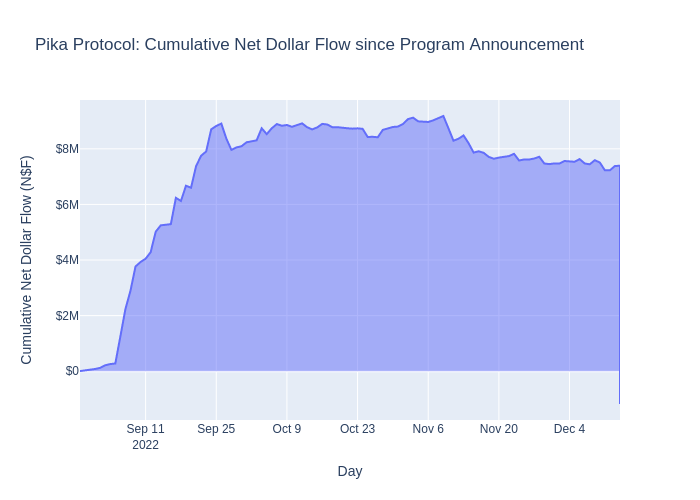 Pika Protocol: Cumulative Net Dollar Flow since Program Announcement
Cumulative Net Dollar Flow (N$F)
$8M
$6M
$4M
$2M
$0
Sep 11
2022
Sep 25
Oct 9
Oct 23
Nov 6
Nov 20
Dec 4
Day